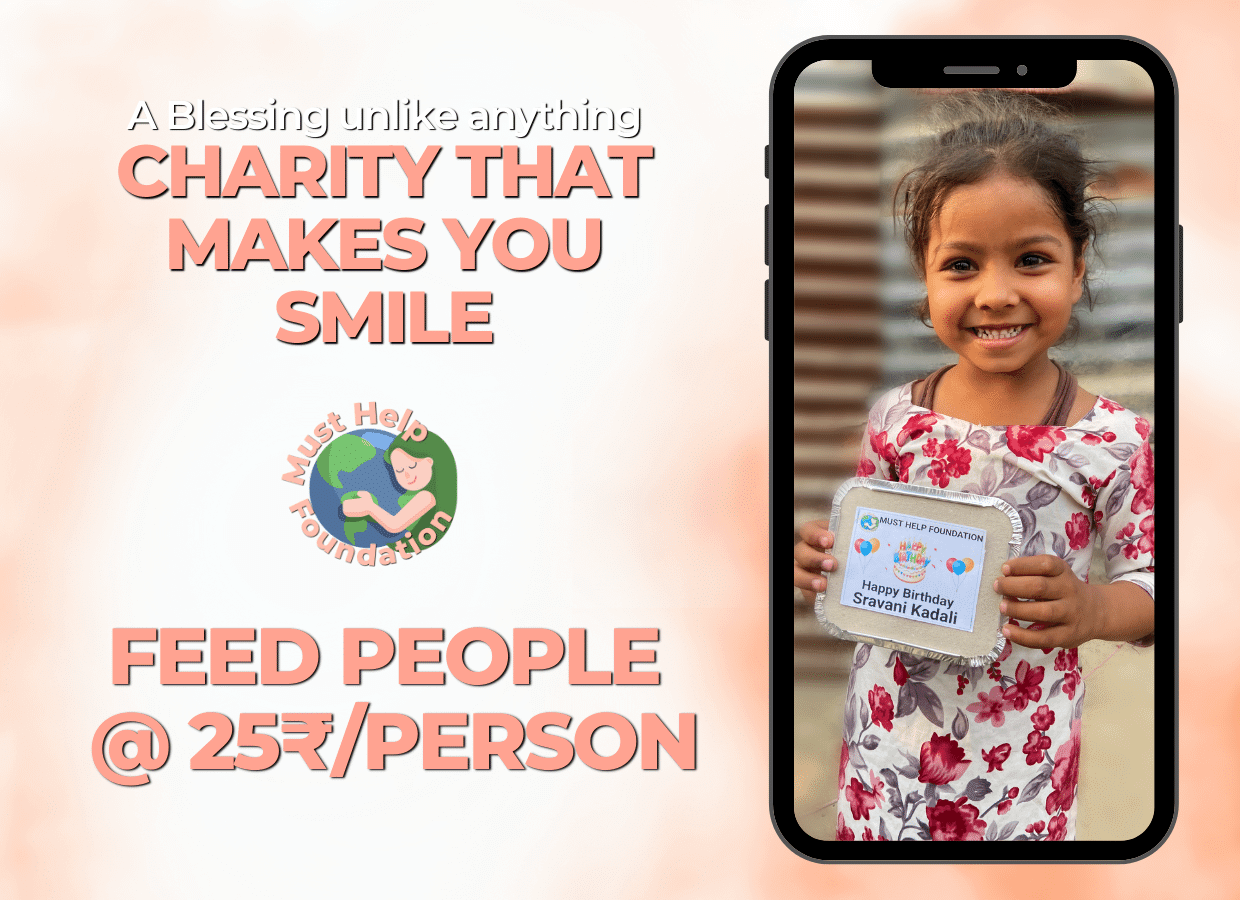 A Blessing unlike anything
CHARITY THAT
MAKES YOU
SMILE
Must Help
Foundation
FEED PEOPLE
@ 25₹/PERSON
MUST HELP FOUNDATION
HAPPY
BIRTHDAY
Happy Birthday
Sravani Kadali